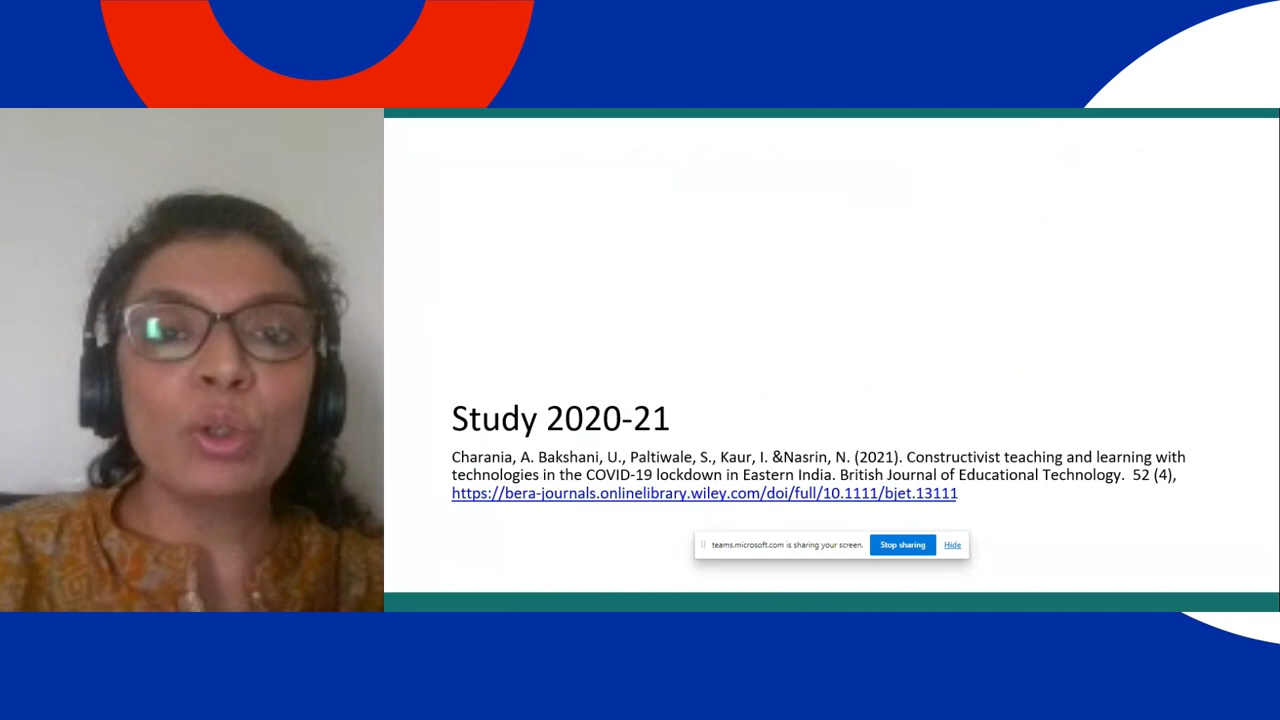 Study 2020-21
Charania, A. Bakshani, U., Paltiwale, S., Kaur, I. &Nasrin, N. (2021). Constructivist teaching and learning with
technologies in the COVID-19 lockdown in Eastern India. British Journal of Educational Technology.  52 (4),
https://bera-journals.onlinelibrary.wiley.com/doi/full/10.1111/bjet.13111
teams.microsoft.com is sharing your screen. Stop sharing Hide